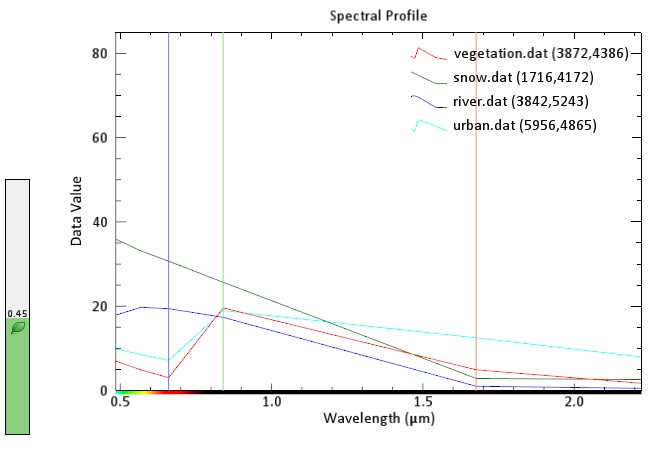 Spectral Profile
vegetation.dat (3872,4386)
snow.dat (1716,4172)
river.dat (3842,5243)
urban.dat (5956,4865)
80
60
40
20
0
Data Value
0.45
0.5 1.0 1.5 2.0
Wavelength (μm)